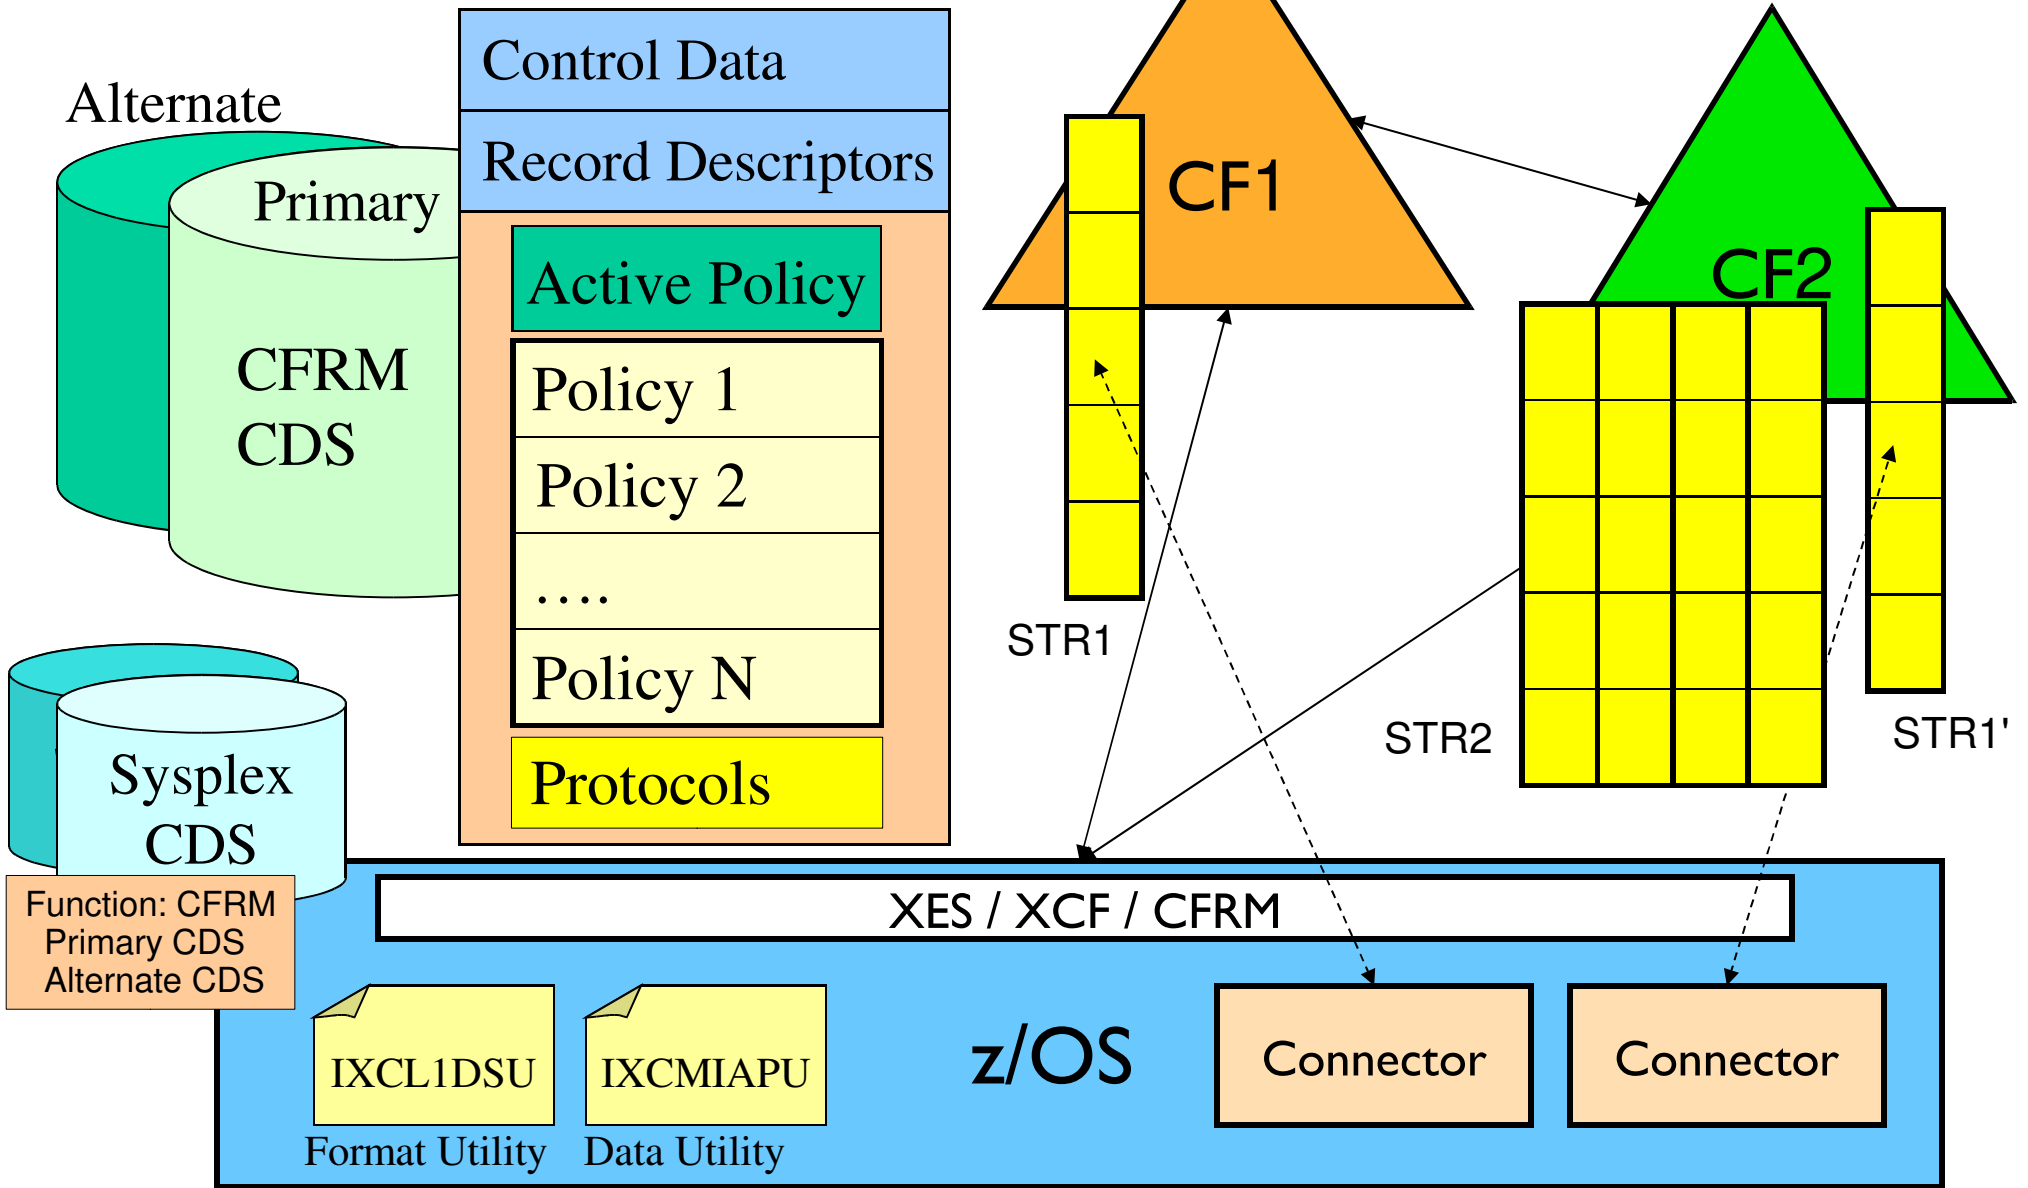 Alternate
Primary
CFRM
CDS
Control Data
Record Descriptors
Active Policy
Policy 1
Policy 2
….
Policy N
Protocols
CF1
CF2
STR1
STR2
STR1'
Sysplex
CDS
Function: CFRM
Primary CDS
Alternate CDS
XES / XCF / CFRM
IXCL1DSU
Format Utility
IXCMIAPU
Data Utility
z/OS
Connector
Connector